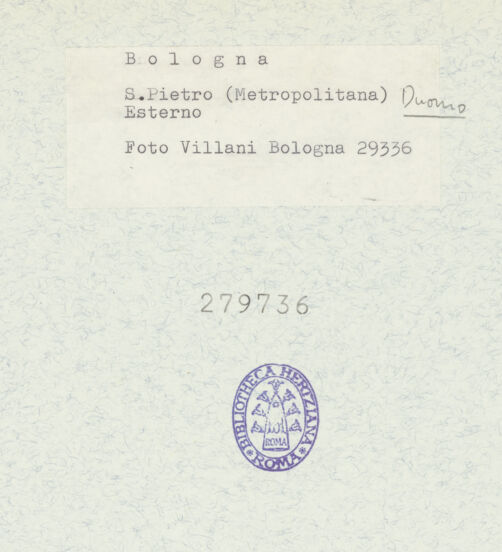 B o l o g n a
S.Pietro (Metropolitana) Duomo
Esterno
Foto Villani Bologna 29336
279736
*BIBLIOTHECA HERTZIANA*
ROMA
ROMA